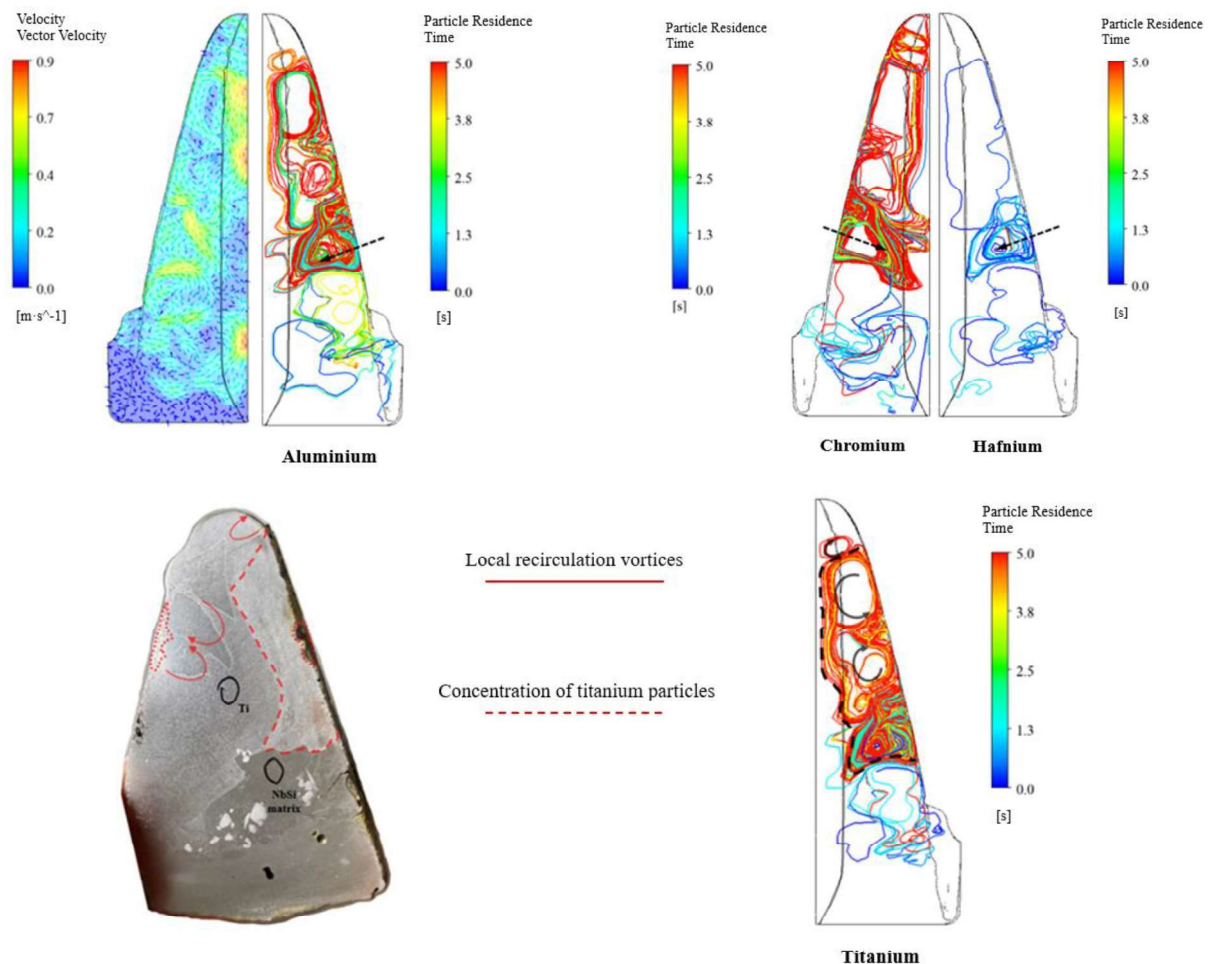 Velocity
Vector Velocity
0.9
0.7
0.4
0.2
0.0
[m·s^-1]
Particle Residence
Time
5.0
3.8
2.5
1.3
0.0
[s]
Aluminium
Particle Residence
Time
5.0
3.8
2.5
1.3
0.0
[s]
Chromium
Hafnium
Particle Residence
Time
5.0
3.8
2.5
1.3
0.0
[s]
Ti
NbSi
matrix
Local recirculation vortices
Concentration of titanium particles
Particle Residence
Time
5.0
3.8
2.5
1.3
0.0
[s]
Titanium